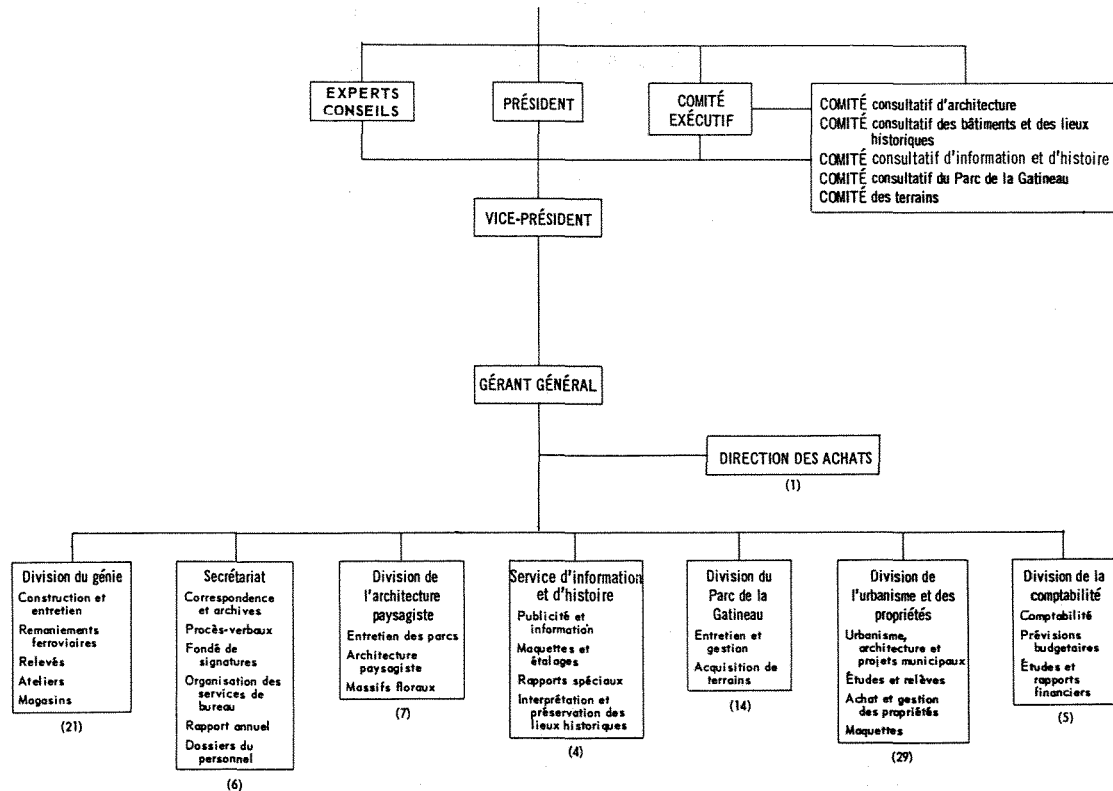 EXPERTS
CONSEILS
PRÉSIDENT
COMITÉ
EXÉCUTIF
COMITÉ consultatif d'architecture
COMITÉ consultatif des bâtiments et des lieux
historiques
COMITÉ consultatif d'information et d'histoire
COMITÉ consultatif du Parc de la Gatineau
COMITÉ des terrains
VICE-PRÉSIDENT
GÉRANT GÉNÉRAL
DIRECTION DES ACHATS
(1)
Division du génie
Construction et
entretien
Remaniements
ferroviaires
Relevés
Ateliers
Magasins
(21)
Secrétariat
Correspondence
et archives
Procès-verbaux
Fondé de
signatures
Organisation des
services de
bureau
Rapport annuel
Dossiers du
personnel
(6)
Division de
l'architecture
paysagiste
Entretien des parcs
Architecture
paysagiste
Massifs floraux
(7)
Service d'information
et d'histoire
Publicité et
information
Maquettes et
étalages
Rapports spéciaux
Interprétation et
préservation des
lieux historiques
(4)
Division du
Parc de la
Gatineau
Entretien et
gestion
Acquisition de
terrains
(14)
Division de
l'urbanisme et des
propriétés
Urbanisme,
architecture et
projets municipaux
Études et relèves
Achat et gestion
des propriétés
Maquettes
(29)
Division de la
comptabilité
Comptabilité
Prévisions
budgetaires
Études et
rapports
financiers
(5)